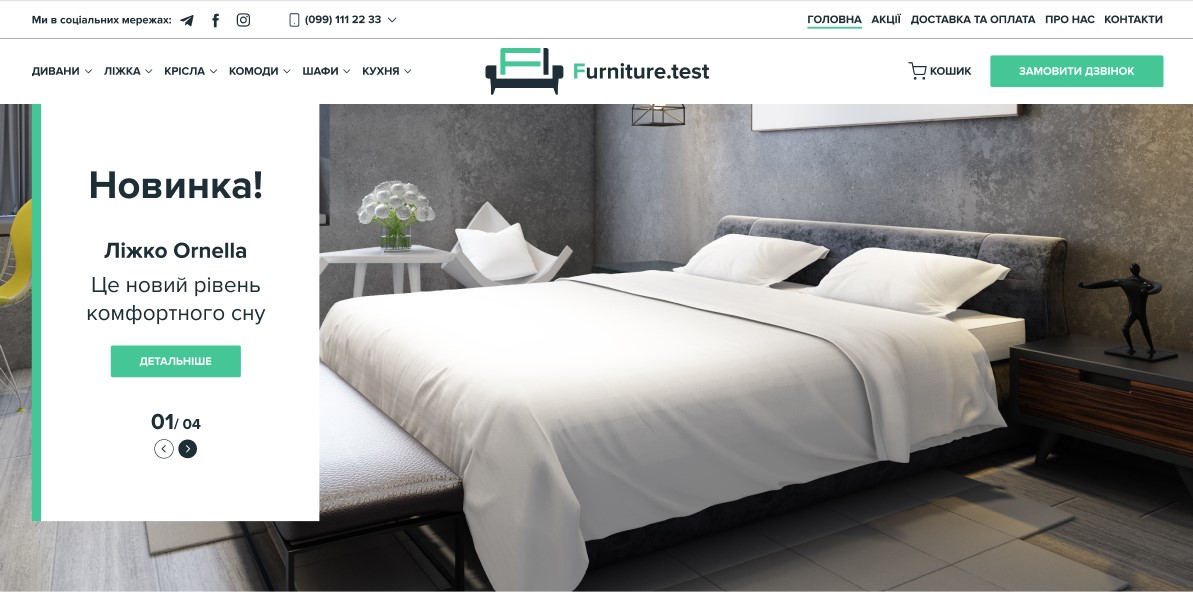 Ми в соціальних мережах:
(099) 111 22 33
ГОЛОВНА АКЦІЇ ДОСТАВКА ТА ОПЛАТА ПРО НАС КОНТАКТИ
ДИВАНИ ЛІЖКА КРІСЛА КОМОДИ ШАФИ КУХНЯ
Furniture.test
КОШИК
ЗАМОВИТИ ДЗВІНОК
Новинка!
Ліжко Ornella
Це новий рівень
комфортного сну
ДЕТАЛЬНІШЕ
01/ 04